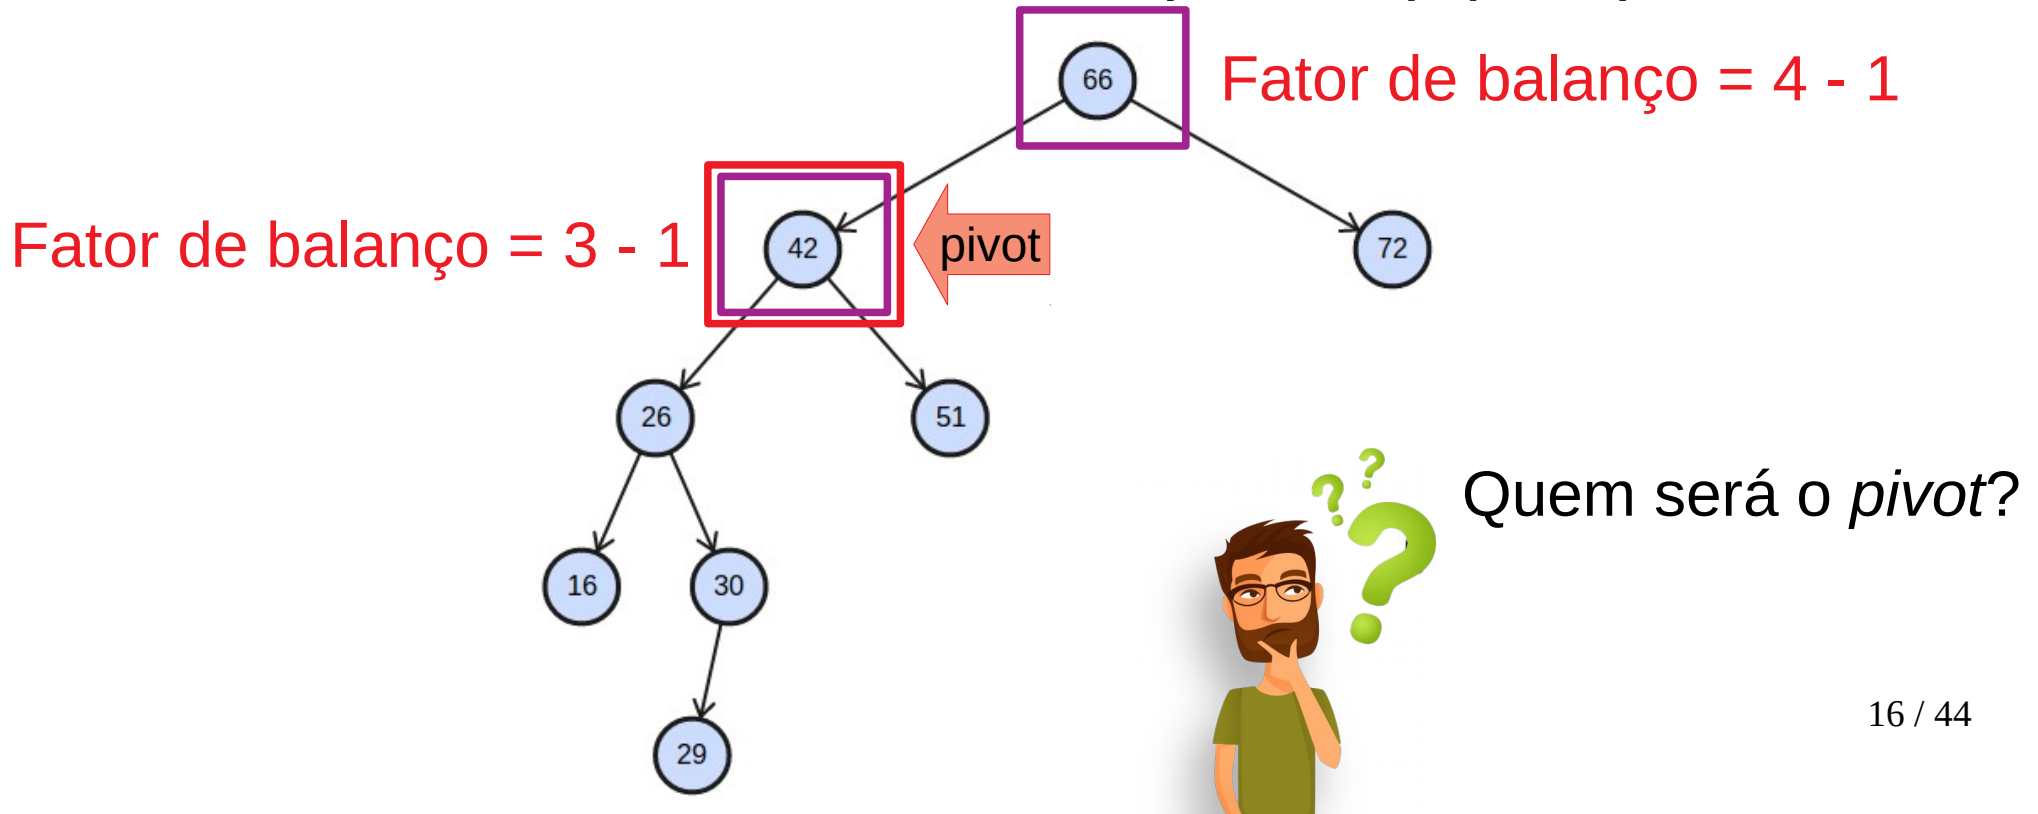 66
Fator de balanço = 4 - 1
Fator de balanço = 3 - 1
42
pivot
72
26
51
Quem será o pivot?
16
30
29
16 / 44